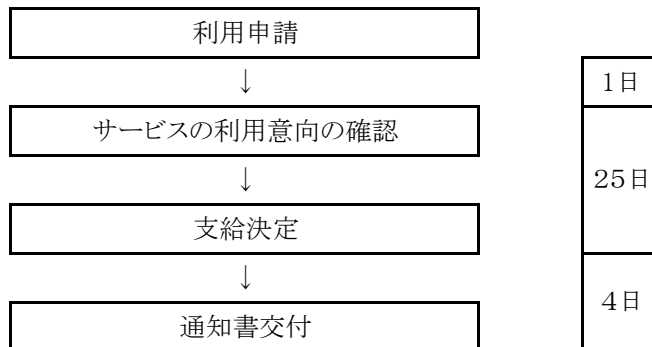 利用申請
↓
1日
サービスの利用意向の確認
↓
25日
支給決定
↓
4日
通知書交付